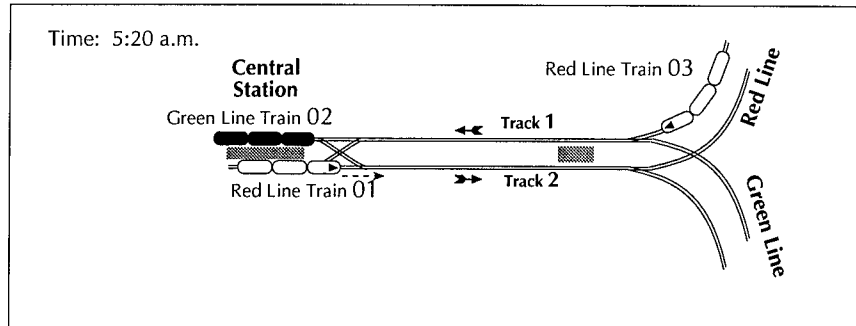 Time: 5:20 a.m.
Central
Station
Green Line Train 02
Red Line Train 01
Track 1
Track 2
Red Line Train 03
Red Line
Green Line